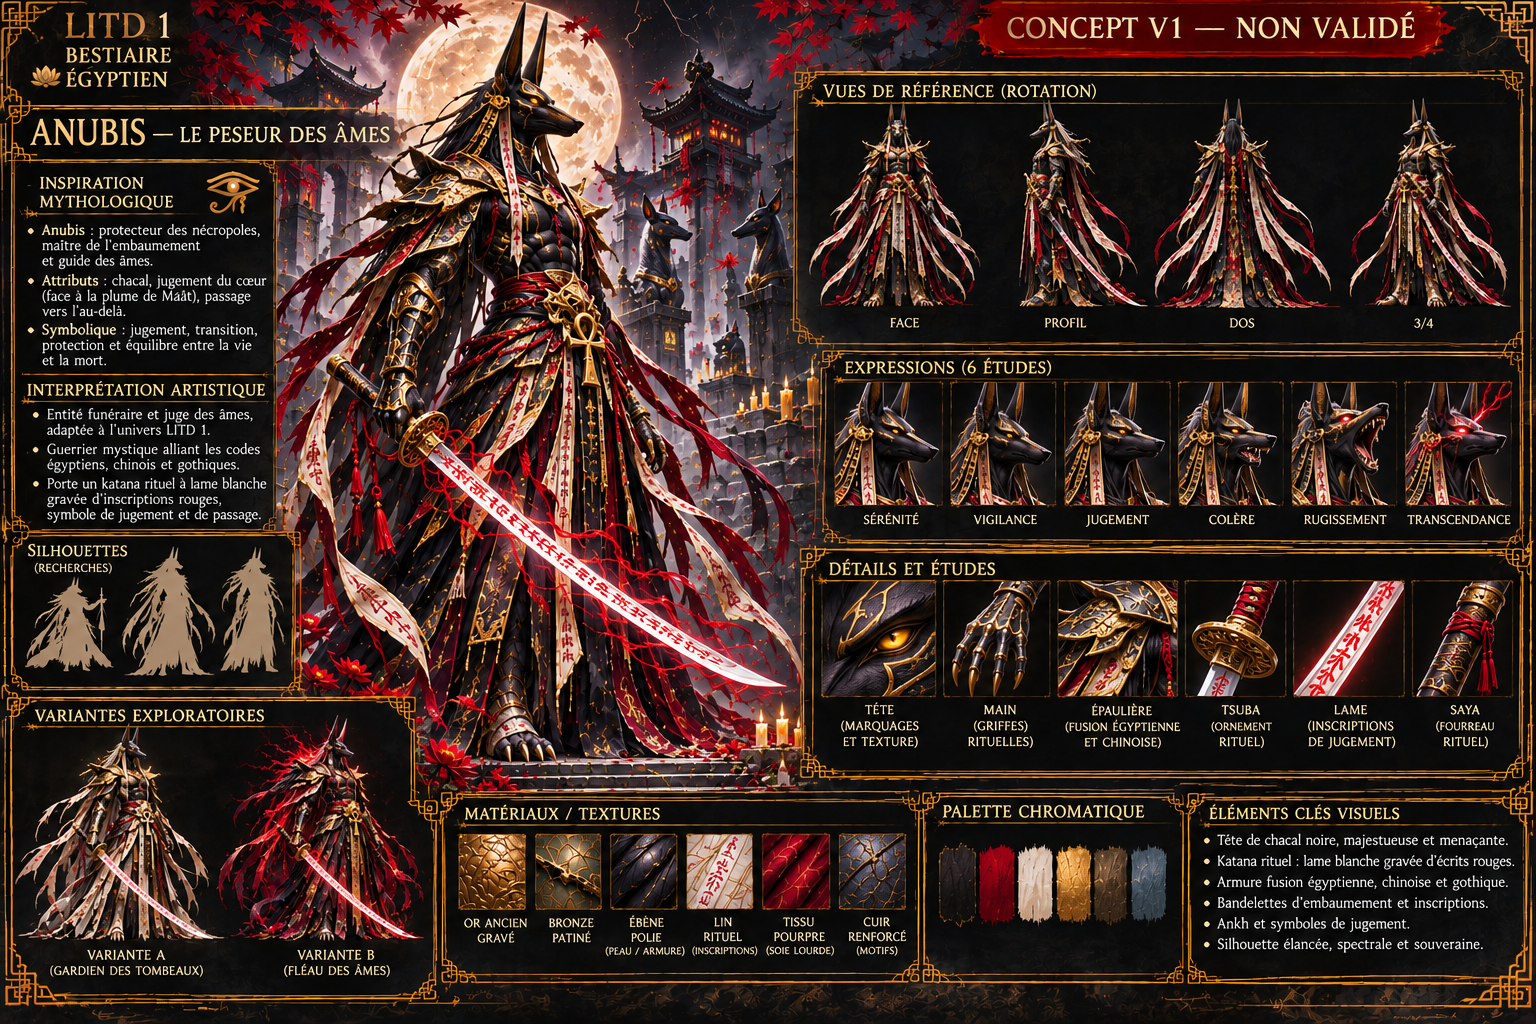 LITD 1
BESTIAIRE
ÉGYPTIEN
CONCEPT V1 — NON VALIDÉ
ANUBIS — LE PESEUR DES ÂMES
INSPIRATION
MYTHOLOGIQUE
• Anubis : protecteur des nécropoles,
maître de l'embaumement
et guide des âmes.
• Attributs : chacal, jugement du cœur
(face à la plume de Maât), passage
vers l'au-delà.
• Symbolique : jugement, transition,
protection et équilibre entre la vie
et la mort.
INTERPRÉTATION ARTISTIQUE
• Entité funéraire et juge des âmes,
adaptée à l'univers LITD 1.
• Guerrier mystique alliant les codes
égyptiens, chinois et gothiques.
• Porte un katana rituel à lame blanche
gravée d'inscriptions rouges,
symbole de jugement et de passage.
SILHOUETTES
(RECHERCHES)
VARIANTES EXPLORATOIRES
VARIANTE A
(GARDIEN DES TOMBEAUX)
VARIANTE B
(FLÉAU DES ÂMES)
VUES DE RÉFÉRENCE (ROTATION)
FACE
PROFIL
DOS
3/4
EXPRESSIONS (6 ÉTUDES)
SÉRÉNITÉ
VIGILANCE
JUGEMENT
COLÈRE
RUGISSEMENT
TRANSCENDANCE
DÉTAILS ET ÉTUDES
TÉTE
(MARQUAGES
ET TEXTURE)
MAIN
(GRIFFES)
RITUELLES)
ÉPAULIÈRE
(FUSION ÉGYPTIENNE
ET CHINOISE)
TSUBA
(ORNEMENT
RITUEL)
LAME
(INSCRIPTIONS
DE JUGEMENT)
SAYA
(FOURREAU
RITUEL)
MATÉRIAUX / TEXTURES
OR ANCIEN
GRAVÉ
BRONZE
PATINÉ
ÉBÈNE
POLIE
(PEAU / ARMURE)
LIN
RITUEL
(INSCRIPTIONS)
TISSU
POURPRE
(SOIE LOURDE)
CUIR
RENFORCÉ
(MOTIFS)
PALETTE CHROMATIQUE
ÉLÉMENTS CLÉS VISUELS
• Téte de chacal noire, majestueuse et menaçante.
• Katana rituel : lame blanche gravée d'écrits rouges.
• Armure fusion égyptienne, chinoise et gothique.
• Bandelettes d'embaumement et inscriptions.
• Ankh et symboles de jugement.
• Silhouette élancée, spectrale et souveraine.